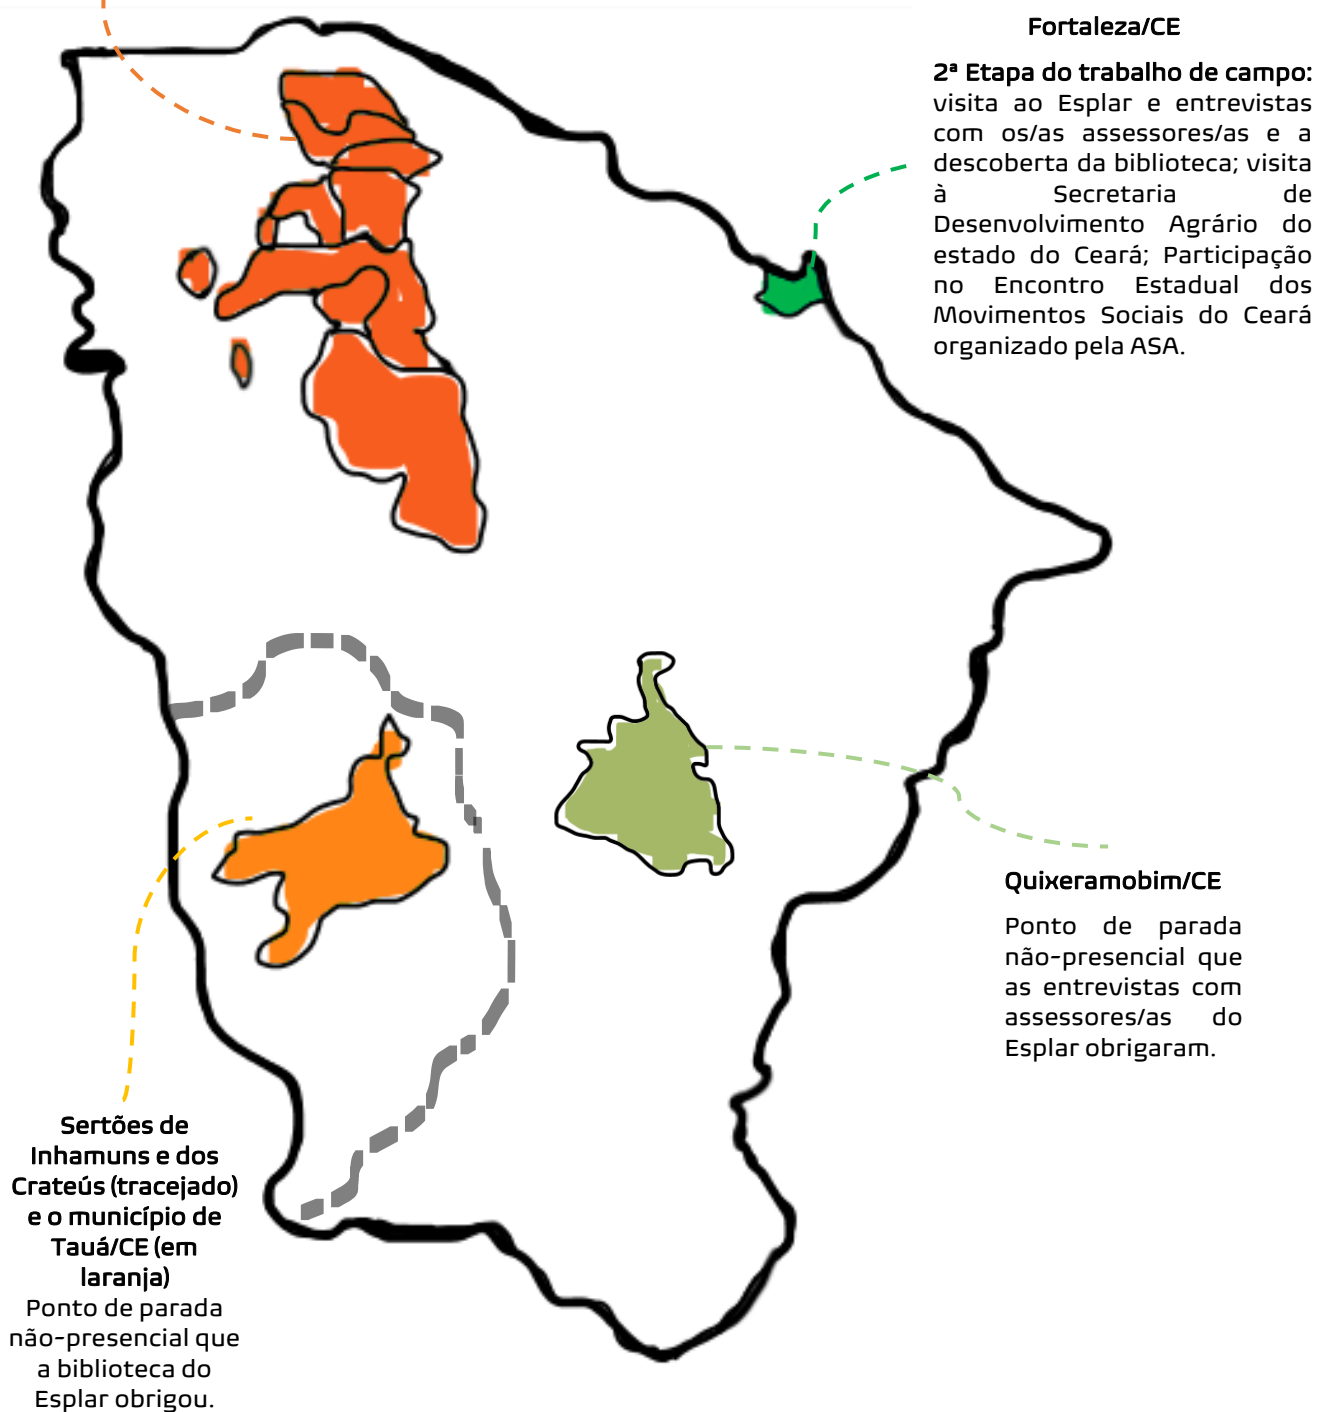 Fortaleza/CE
2ª Etapa do trabalho de campo:
visita ao Esplar e entrevistas
com os/as assessores/as e a
descoberta da biblioteca; visita
à Secretaria de
Desenvolvimento Agrário do
estado do Ceará; Participação
no Encontro Estadual dos
Movimentos Sociais do Ceará
organizado pela ASA.
Quixeramobim/CE
Ponto de parada
não-presencial que
as entrevistas com
assessores/as do
Esplar obrigaram.
Sertões de
Inhamuns e dos
Crateús (tracejado)
e o município de
Tauá/CE (em
laranja)
Ponto de parada
não-presencial que
a biblioteca do
Esplar obrigou.